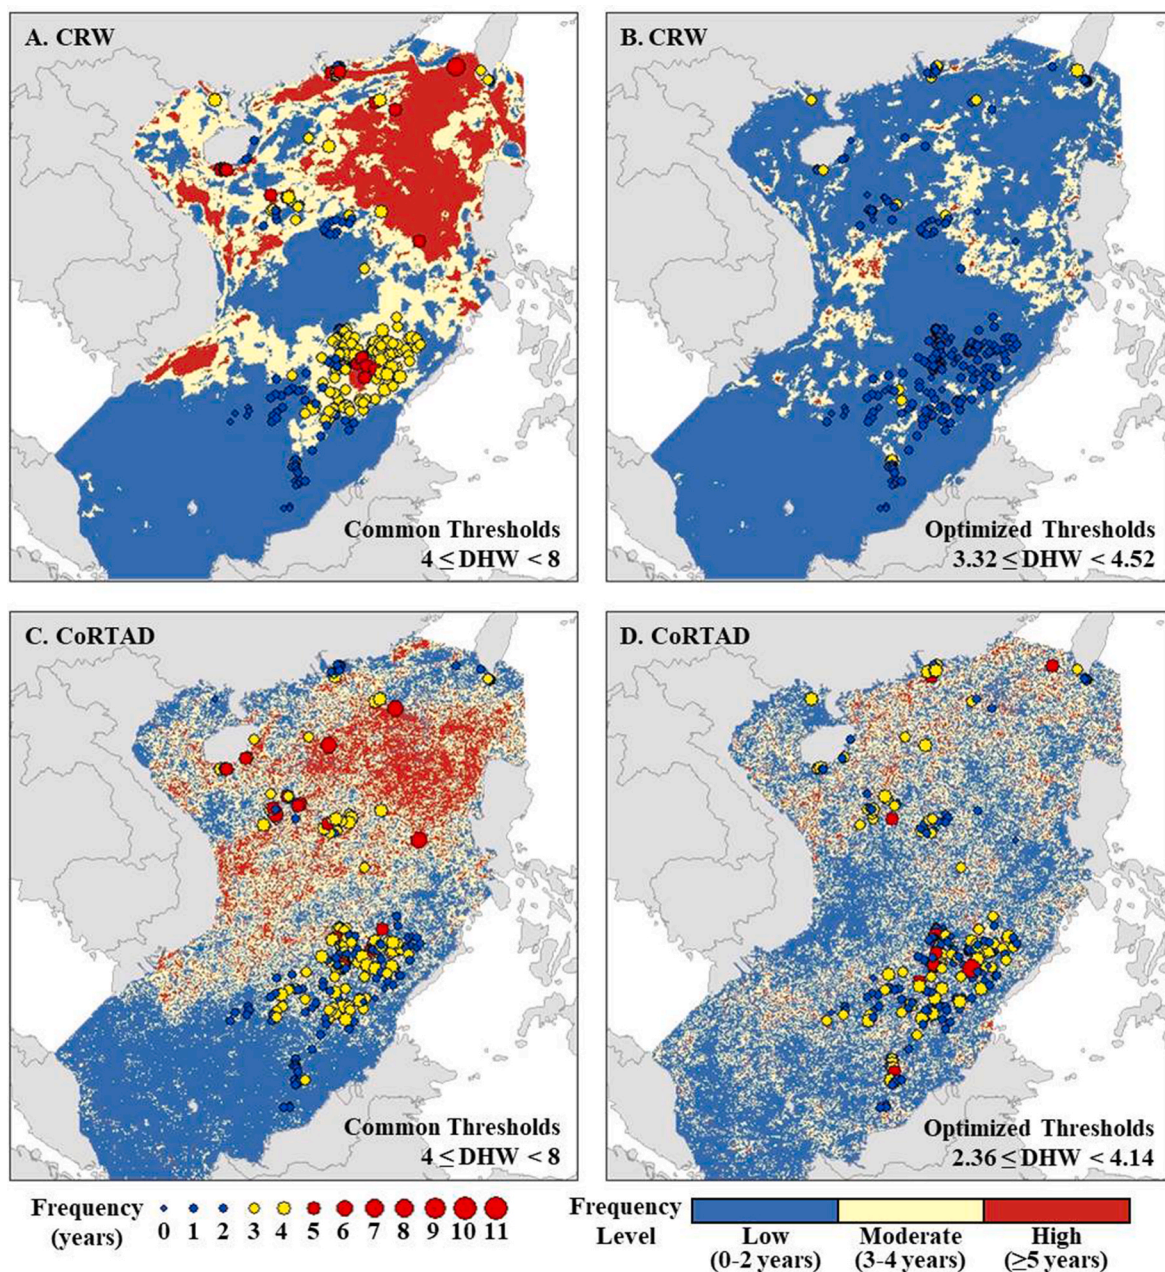 A. CRW
Common Thresholds
4 ≤ DHW < 8
B. CRW
Optimized Thresholds
3.32 ≤ DHW < 4.52
C. CoRTAD
Common Thresholds
4 ≤ DHW < 8
D. CoRTAD
Optimized Thresholds
2.36 ≤ DHW < 4.14
Frequency
(years)
0 1 2 3 4 5 6 7 8 9 10 11
Frequency
Level
Low Moderate High
(0-2 years) (3-4 years) (≥5 years)